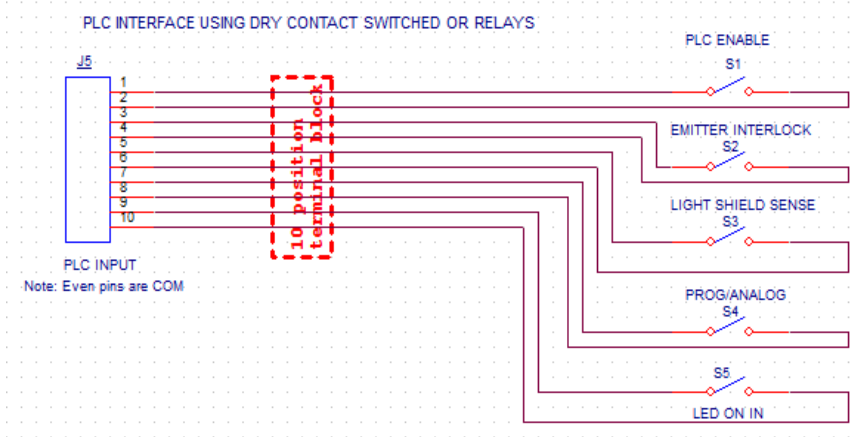 PLC INTERFACE USING DRY CONTACT SWITCHED OR RELAYS
J5
1
2
3
4
5
6
7
8
9
10
PLC INPUT
Note: Even pins are COM
10 position
terminal block
PLC ENABLE
S1
EMITTER INTERLOCK
S2
LIGHT SHIELD SENSE
S3
PROG/ANALOG
S4
S5
LED ON IN